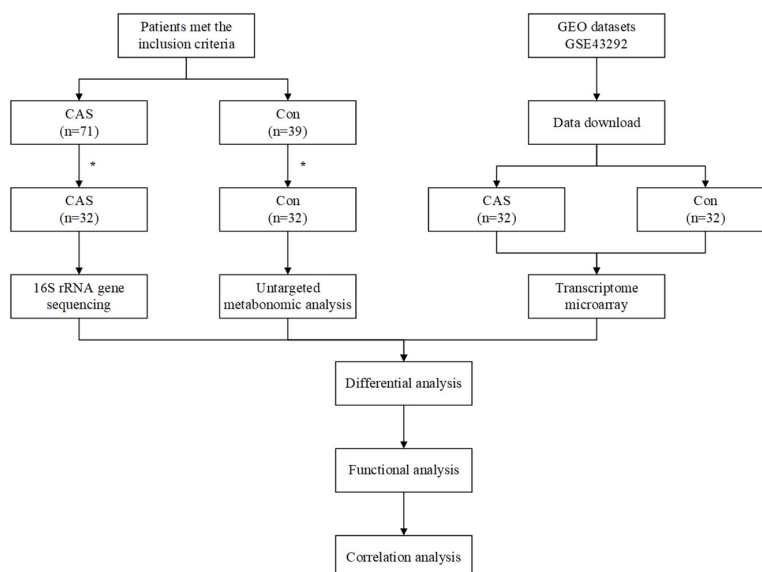 Patients met the
inclusion criteria
GEO datasets
GSE43292
CAS
(n=71)
Con
(n=39)
Data download
*
*
CAS
(n=32)
Con
(n=32)
CAS
(n=32)
Con
(n=32)
16S rRNA gene
sequencing
Untargeted
metabonomic analysis
Transcriptome
microarray
Differential analysis
Functional analysis
Correlation analysis